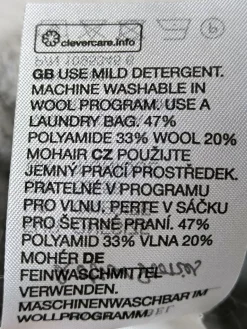 clevercare.info
GB USE MILD DETERGENT.
MACHINE WASHABLE IN
WOOL PROGRAM. USE A
LAUNDRY BAG. 47%
POLYAMIDE 33% WOOL 20%
MOHAIR CZ POUŽIJTE
JEMNÝ PRACÍ PROSTŘEDEK.
PRATELNÉ V PROGRAMU
PRO VLNU. PERTE V SÁČKU
PRO ŠETRNÉ PRANÍ. 47%
POLYAMID 33% VLNA 20%
MOHÉR DE
FEINWASCHMITTEL
VERWENDEN.
MASCHINENWASCHBAR IM
WOLLPROGRAMM